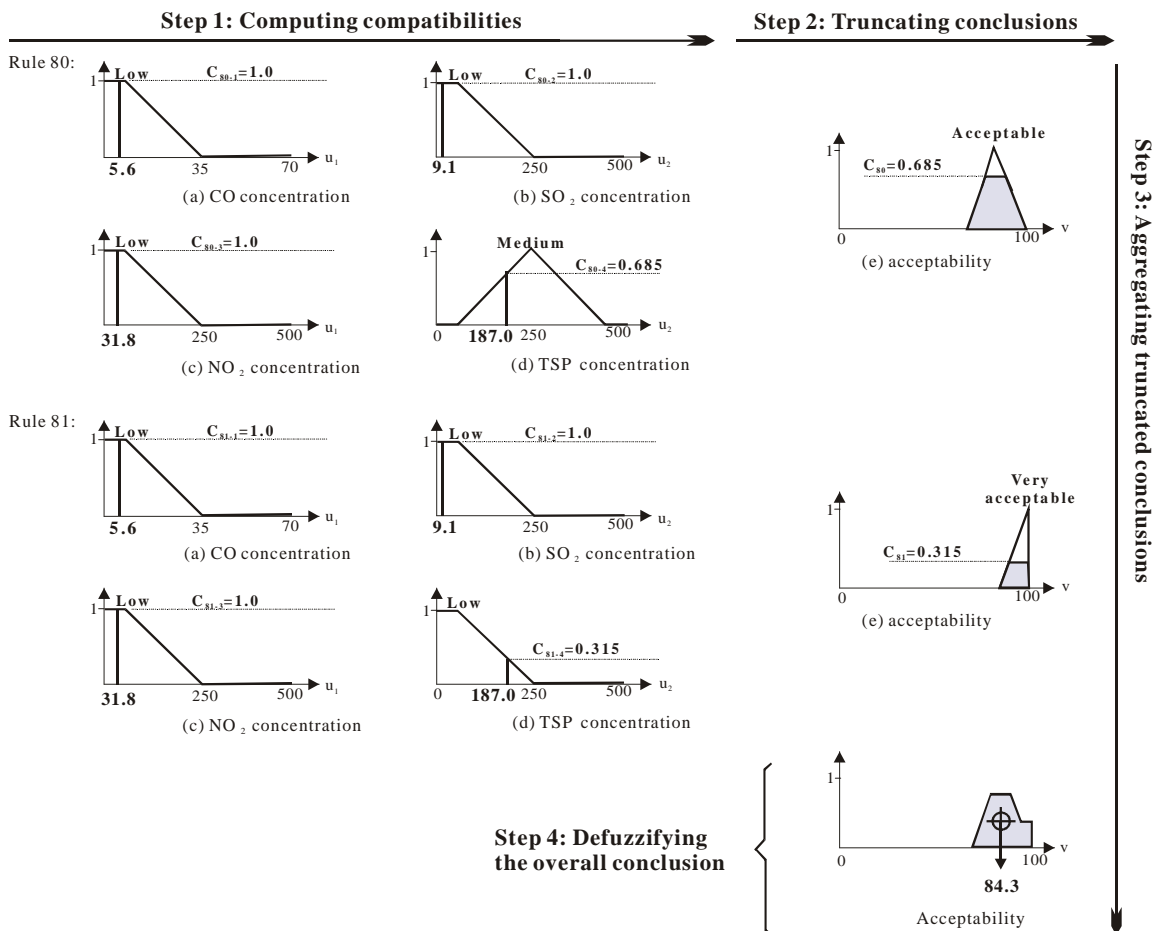 Step 1: Computing compatibilities
Step 2: Truncating conclusions
Step 3: Aggregating truncated conclusions
Rule 80:
Low
C₈₀₋₁=1.0
1
5.6
35
70
u₁
(a) CO concentration
Low
C₈₀₋₂=1.0
1
0
9.1
250
500
u₂
(b) SO₂ concentration
Low
C₈₀₋₃=1.0
1
31.8
250
500
u₁
(c) NO₂ concentration
Medium
C₈₀₋₄=0.685
1
0
187.0
250
500
u₂
(d) TSP concentration
Acceptable
1
C₈₀=0.685
0
100
v
(e) acceptability
Rule 81:
Low
C₈₁₋₁=1.0
1
5.6
35
70
u₁
(a) CO concentration
Low
C₈₁₋₂=1.0
1
9.1
250
500
u₂
(b) SO₂ concentration
Low
C₈₁₋₃=1.0
1
31.8
250
500
u₁
(c) NO₂ concentration
Low
1
C₈₁₋₄=0.315
0
187.0
250
500
u₂
(d) TSP concentration
Very
acceptable
1
C₈₁=0.315
0
100
v
(e) acceptability
Step 4: Defuzzifying
the overall conclusion
1
0
100
v
84.3
Acceptability